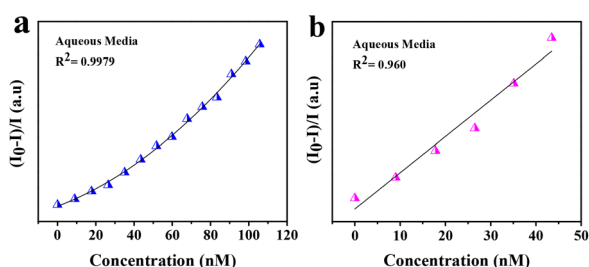 a
Aqueous Media
R²= 0.9979
(I0-I)/I (a.u)
0 20 40 60 80 100 120
Concentration (nM)
b
Aqueous Media
R²= 0.960
(I0-I)/I (a.u)
0 10 20 30 40 50
Concentration (nM)